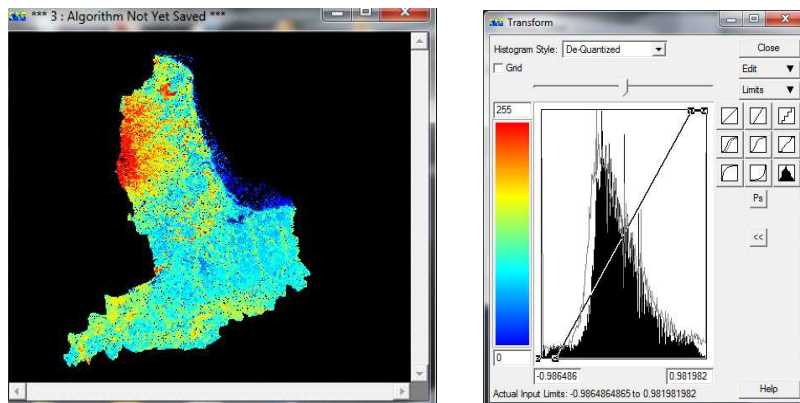 *** 3 : Algorithm Not Yet Saved ***
Transform
Histogram Style: De-Quantized
Close
Grid
Edit
Limits
255
Ps
<<
0
-0.986486 0.981982
Actual Input Limits: -0.9864864865 to 0.981981982
Help